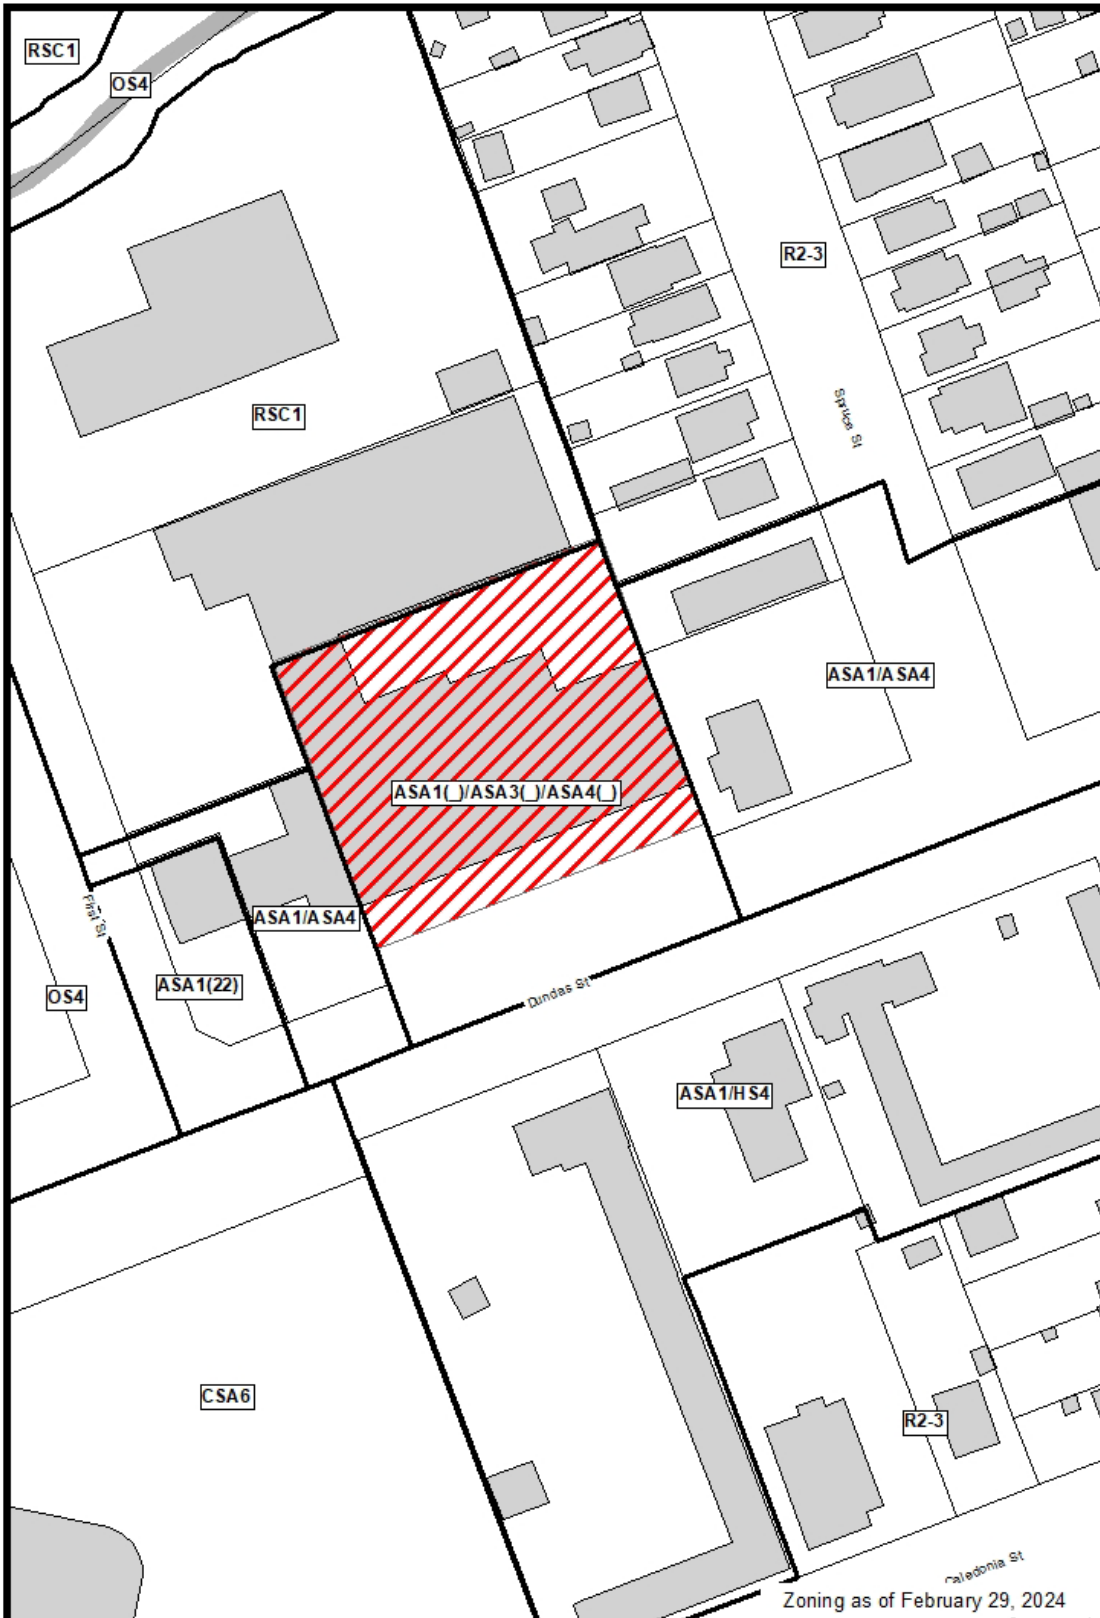 RSC1
OS4
R2-3
Spruce St
RSC1
ASA1/ASA4
ASA1(_)/ASA3(_)/ASA4(_)
First St
ASA1/ASA4
ASA1(22)
OS4
Dundas St
ASA1/HS4
CSA6
R2-3
Caledonia St
Zoning as of February 29, 2024